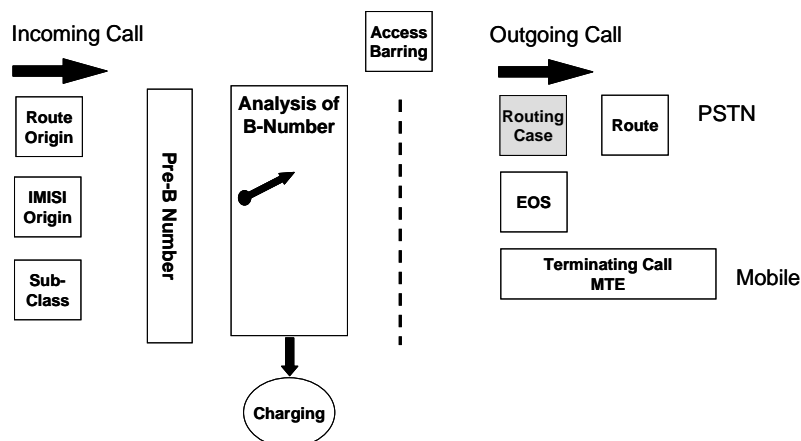 Incoming Call
Access
Barring
Outgoing Call
Route
Origin
IMISI
Origin
Sub-
Class
Pre-B Number
Analysis of
B-Number
Charging
Routing
Case
Route
PSTN
EOS
Terminating Call
MTE
Mobile